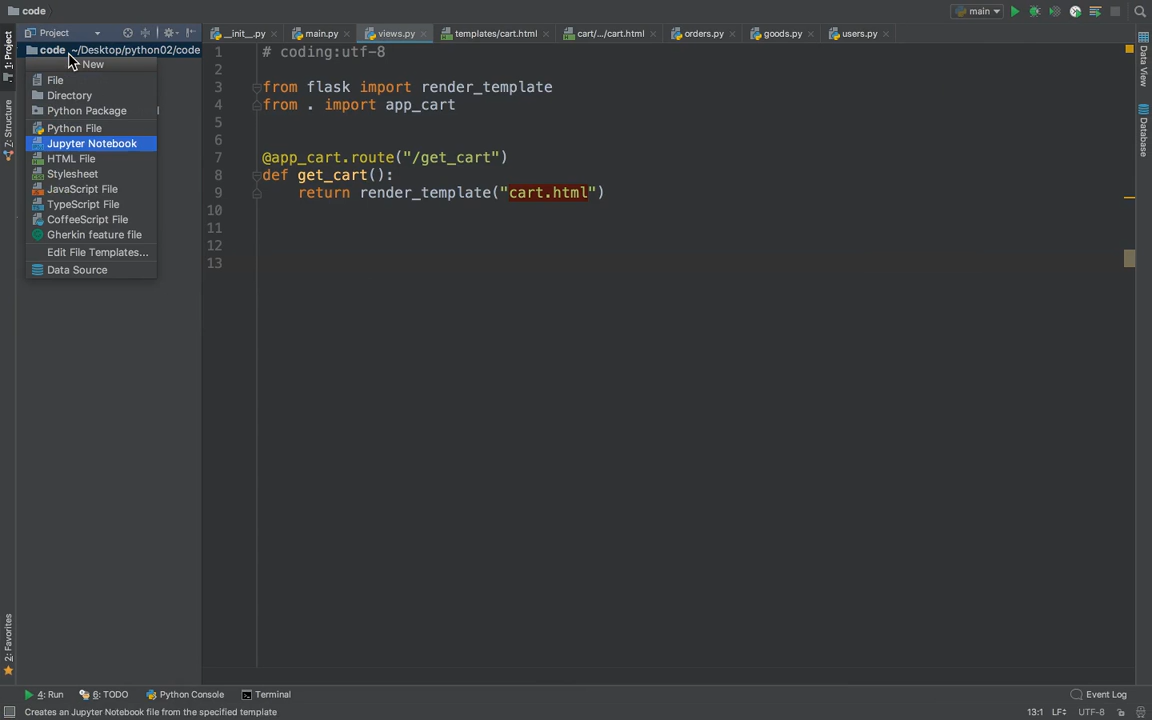 code
main
Project
__init__.py
main.py
views.py
templates/cart.html
cart/.../cart.html
orders.py
goods.py
users.py
code ~/Desktop/python02/code
New
File
Directory
Python Package
Python File
Jupyter Notebook
HTML File
Stylesheet
JavaScript File
TypeScript File
CoffeeScript File
Gherkin feature file
Edit File Templates...
Data Source
1: Project
Z: Structure
2: Favorites
1 # coding:utf-8
2
3 from flask import render_template
4 from . import app_cart
5
6
7 @app_cart.route("/get_cart")
8 def get_cart():
9 return render_template("cart.html")
10
11
12
13
Data View
Database
4: Run
6: TODO
Python Console
Terminal
Event Log
Creates an Jupyter Notebook file from the specified template
13:1 LF UTF-8